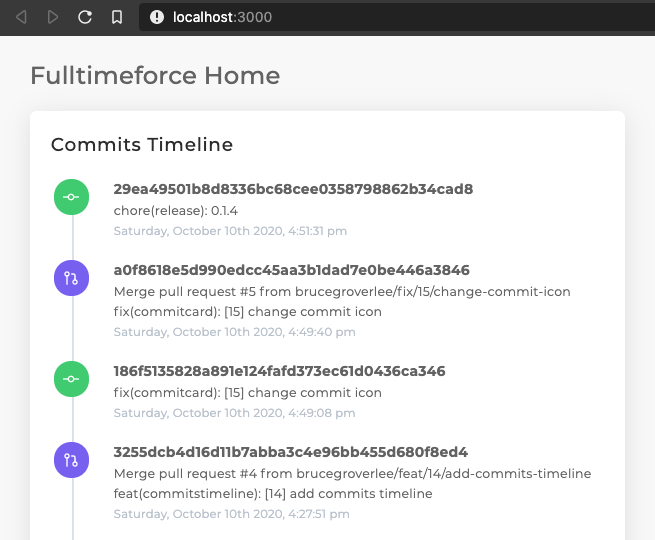 localhost:3000
Fulltimeforce Home
Commits Timeline
29ea49501b8d8336bc68cee0358798862b34cad8
chore(release): 0.1.4
Saturday, October 10th 2020, 4:51:31 pm
a0f8618e5d990edcc45aa3b1dad7e0be446a3846
Merge pull request #5 from brucegroverlee/fix/15/change-commit-icon
fix(commitcard): [15] change commit icon
Saturday, October 10th 2020, 4:49:40 pm
186f5135828a891e124fafd373ec61d0436ca346
fix(commitcard): [15] change commit icon
Saturday, October 10th 2020, 4:49:08 pm
3255dcb4d16d11b7abba3c4e96bb455d680f8ed4
Merge pull request #4 from brucegroverlee/feat/14/add-commits-timeline
feat(commitstimeline): [14] add commits timeline
Saturday, October 10th 2020, 4:27:51 pm